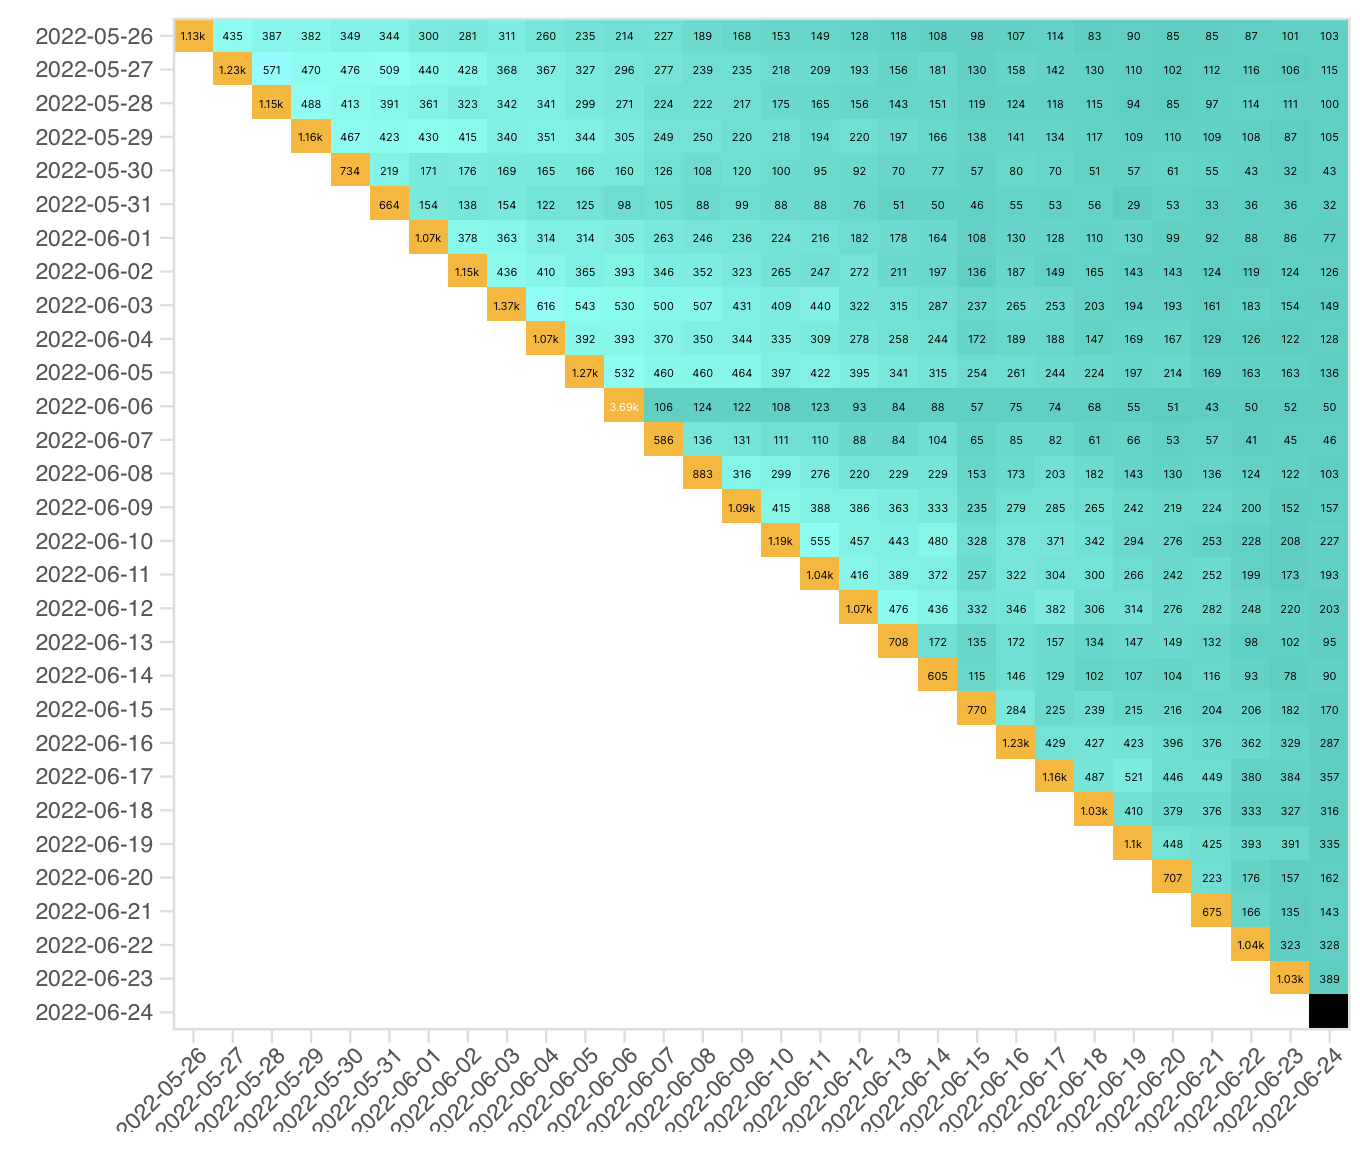 2022-05-26 1.13k 435 387 382 349 344 300 281 311 260 235 214 227 189 168 153 149 128 118 108 98 107 114 83 90 85 85 87 101 103
2022-05-27 1.23k 571 470 476 509 440 428 368 367 327 296 277 239 235 218 209 193 156 181 130 158 142 130 110 102 112 116 106 115
2022-05-28 1.15k 488 413 391 361 323 342 341 299 271 224 222 217 175 165 156 143 151 119 124 118 115 94 85 97 114 111 100
2022-05-29 1.16k 467 423 430 415 340 351 344 305 249 250 220 218 194 220 197 166 138 141 134 117 109 110 109 108 87 105
2022-05-30 734 219 171 176 169 165 166 160 126 108 120 100 95 92 70 77 57 80 70 51 57 61 55 43 32 43
2022-05-31 664 154 138 154 122 125 98 105 88 99 88 88 76 51 50 46 55 53 56 29 53 33 36 36 32
2022-06-01 1.07k 378 363 314 314 305 263 246 236 224 216 182 178 164 108 130 128 110 130 99 92 88 86 77
2022-06-02 1.15k 436 410 365 393 346 352 323 265 247 272 211 197 136 187 149 165 143 143 124 119 124 126
2022-06-03 1.37k 616 543 530 500 507 431 409 440 322 315 287 237 265 253 203 194 193 161 183 154 149
2022-06-04 1.07k 392 393 370 350 344 335 309 278 258 244 172 189 188 147 169 167 129 126 122 128
2022-06-05 1.27k 532 460 460 464 397 422 395 341 315 254 261 244 224 197 214 169 163 163 136
2022-06-06 3.69k 106 124 122 108 123 93 84 88 57 75 74 68 55 51 43 50 52 50
2022-06-07 586 136 131 111 110 88 84 104 65 85 82 61 66 53 57 41 45 46
2022-06-08 883 316 299 276 220 229 229 153 173 203 182 143 130 136 124 122 103
2022-06-09 1.09k 415 388 386 363 333 235 279 285 265 242 219 224 200 152 157
2022-06-10 1.19k 555 457 443 480 328 378 371 342 294 276 253 228 208 227
2022-06-11 1.04k 416 389 372 257 322 304 300 266 242 252 199 173 193
2022-06-12 1.07k 476 436 332 346 382 306 314 276 282 248 220 203
2022-06-13 708 172 135 172 157 134 147 149 132 98 102 95
2022-06-14 605 115 146 129 102 107 104 116 93 78 90
2022-06-15 770 284 225 239 215 216 204 206 182 170
2022-06-16 1.23k 429 427 423 396 376 362 329 287
2022-06-17 1.16k 487 521 446 449 380 384 357
2022-06-18 1.03k 410 379 376 333 327 316
2022-06-19 1.1k 448 425 393 391 335
2022-06-20 707 223 176 157 162
2022-06-21 675 166 135 143
2022-06-22 1.04k 323 328
2022-06-23 1.03k 389
2022-06-24
2022-05-26 2022-05-27 2022-05-28 2022-05-29 2022-05-30 2022-05-31 2022-06-01 2022-06-02 2022-06-03 2022-06-04 2022-06-05 2022-06-06 2022-06-07 2022-06-08 2022-06-09 2022-06-10 2022-06-11 2022-06-12 2022-06-13 2022-06-14 2022-06-15 2022-06-16 2022-06-17 2022-06-18 2022-06-19 2022-06-20 2022-06-21 2022-06-22 2022-06-23 2022-06-24